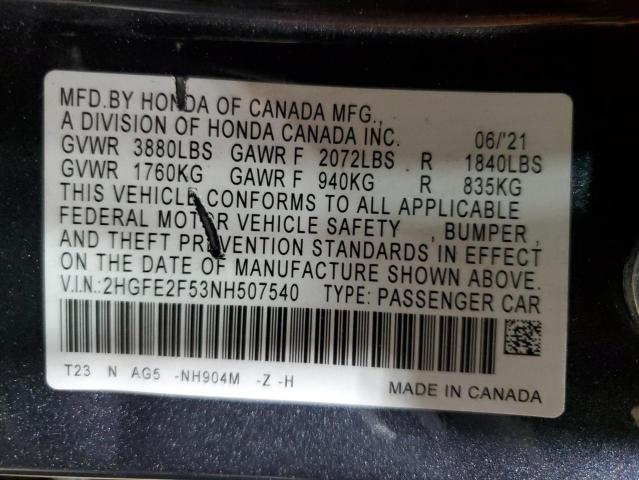 MFD.BY HONDA OF CANADA MFG.,
A DIVISION OF HONDA CANADA INC. 06/'21
GVWR 3880LBS GAWR F 2072LBS R 1840LBS
GVWR 1760KG GAWR F 940KG R 835KG
THIS VEHICLE CONFORMS TO ALL APPLICABLE
FEDERAL MOTOR VEHICLE SAFETY , BUMPER ,
AND THEFT PREVENTION STANDARDS IN EFFECT
ON THE DATE OF MANUFACTURE SHOWN ABOVE.
V.I.N.:2HGFE2F53NH507540 TYPE: PASSENGER CAR
T23 N AG5 -NH904M -Z -H
MADE IN CANADA